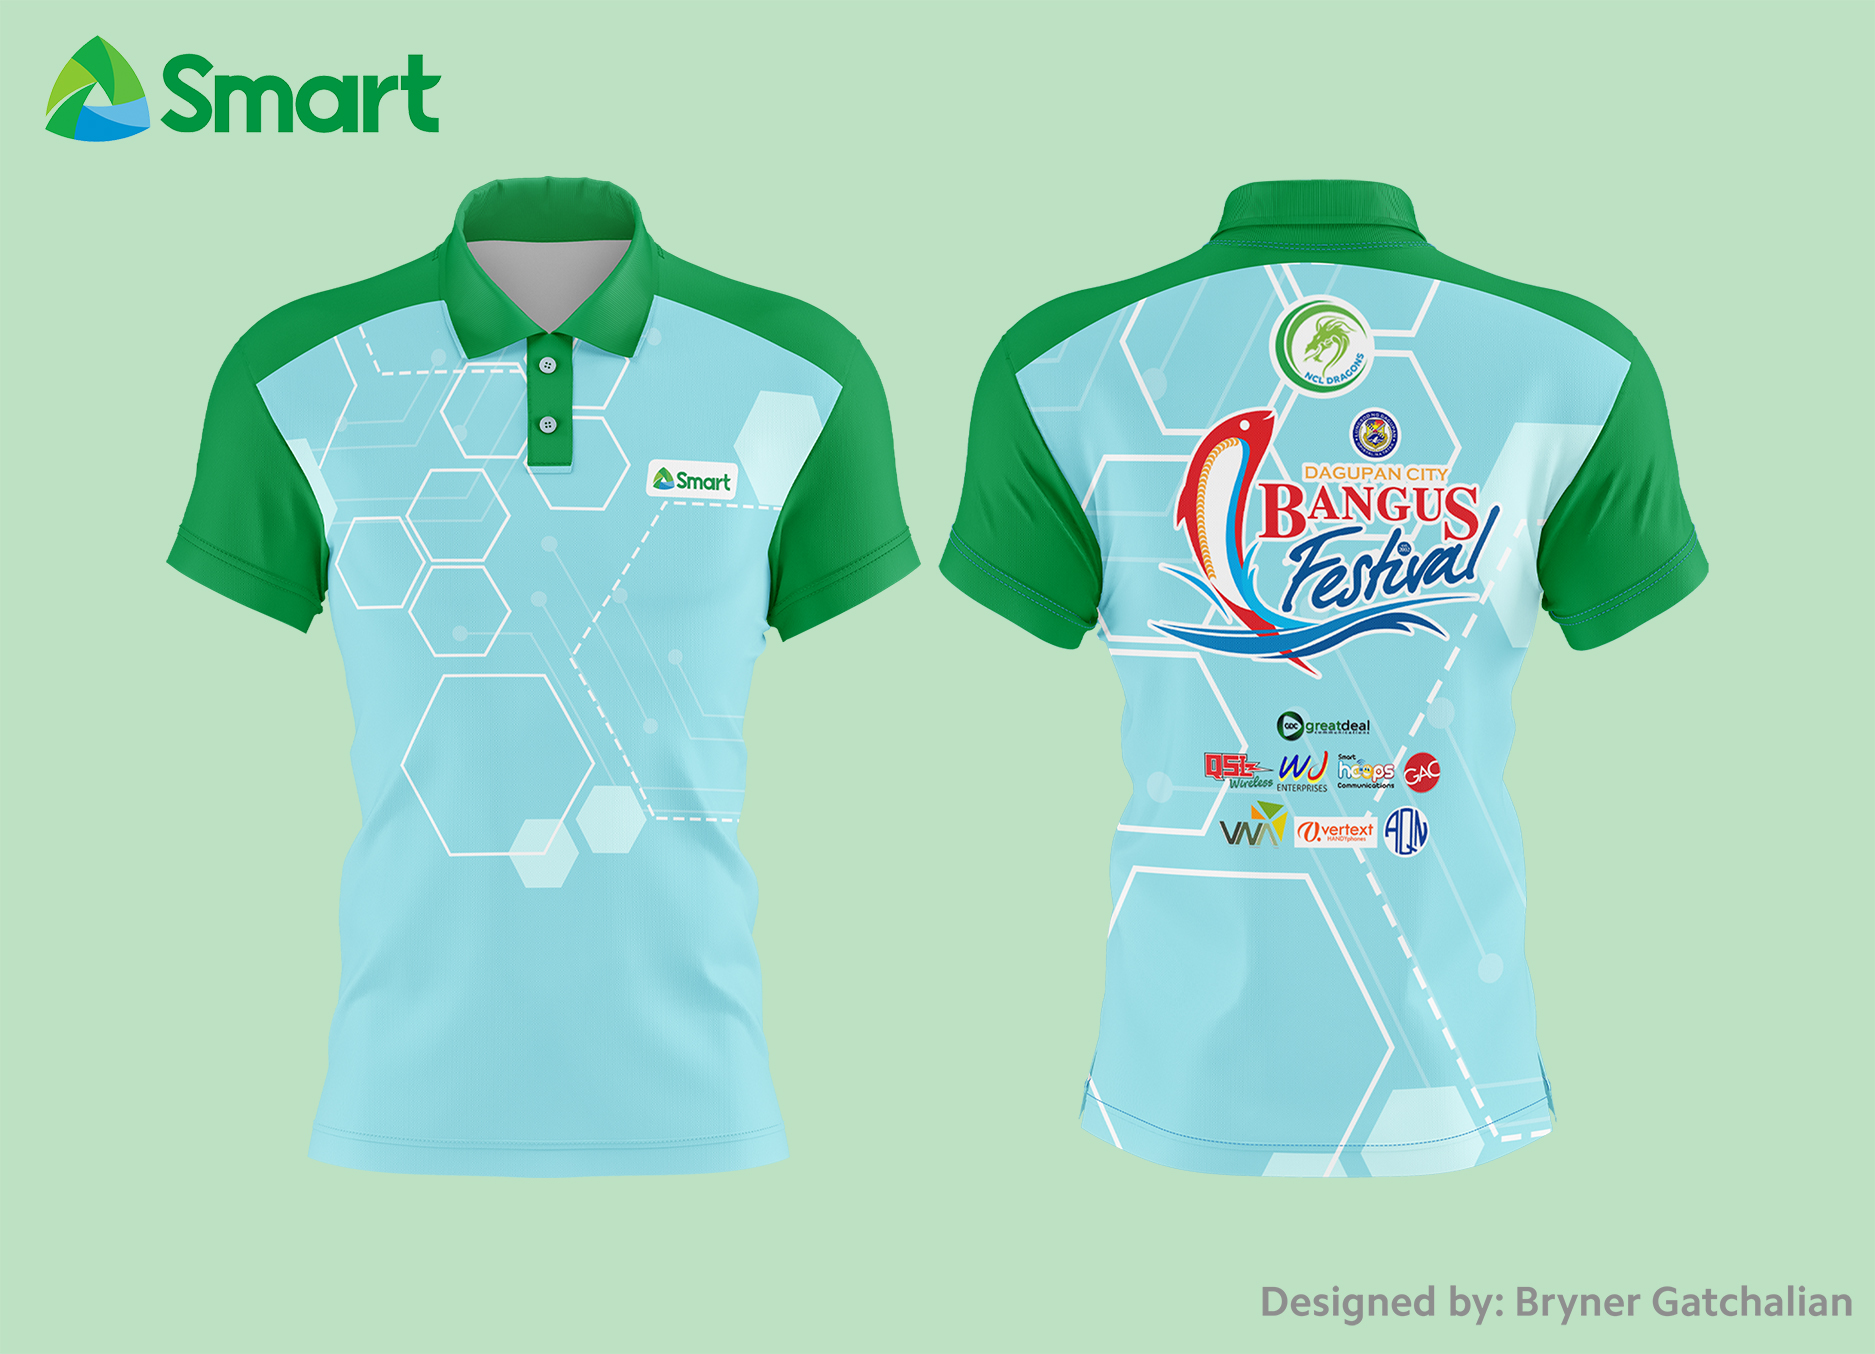 Smart
Smart
NCL DRAGONS
DAGUPAN CITY
BANGUS
Festival
GDC greatdeal
communications
QSL
Wireless
WJ
ENTERPRISES
Smart
hoops
Communications
GAC
VNA
V. vertext
HANDYphones
AQN
Designed by: Bryner Gatchalian